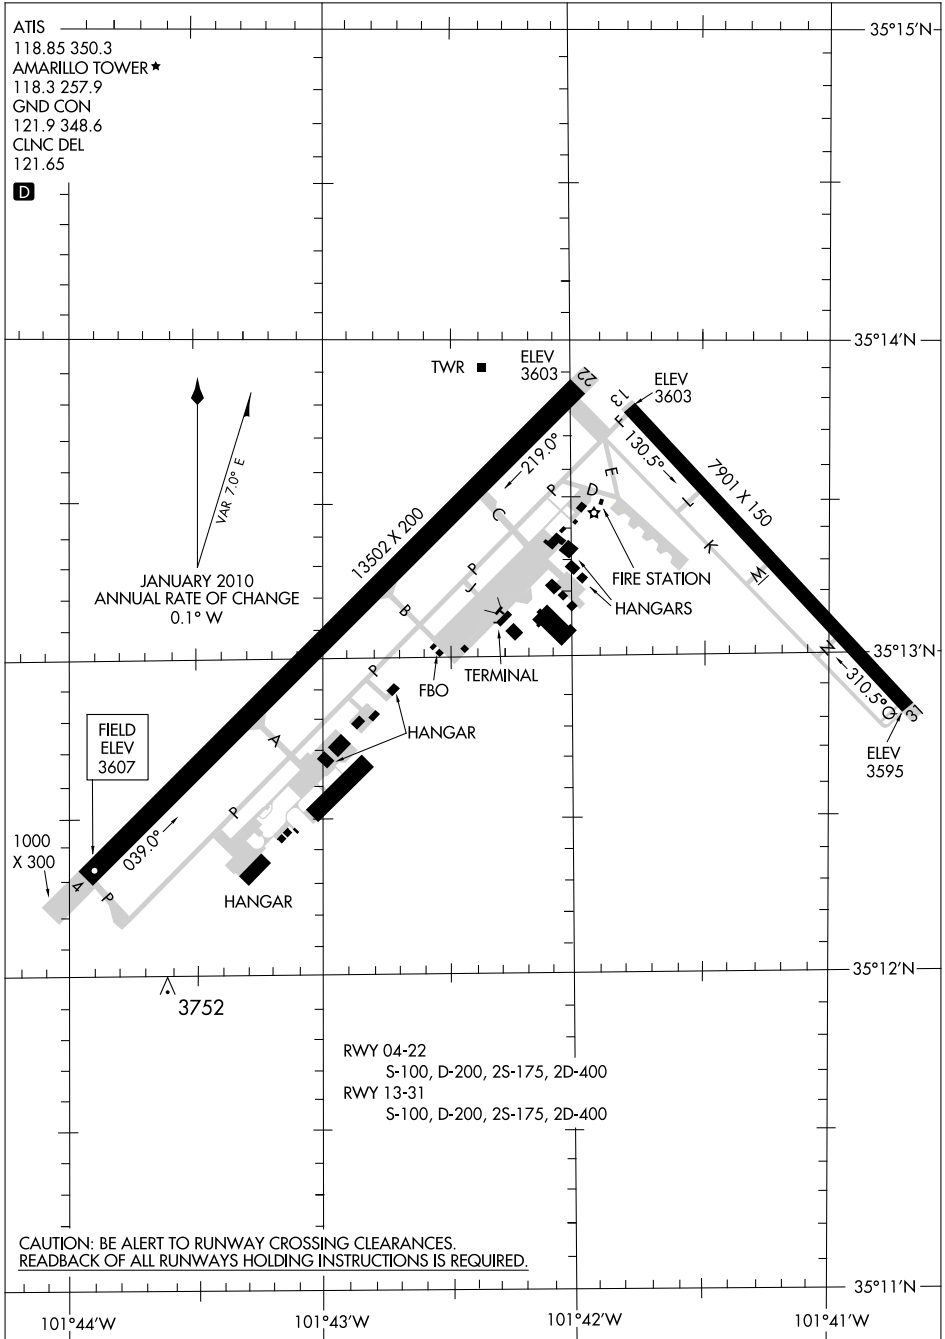 ATIS
118.85 350.3
AMARILLO TOWER★
118.3 257.9
GND CON
121.9 348.6
CLNC DEL
121.65
D
35°15'N
35°14'N
TWR
ELEV
3603
22
ELEV
3603
13
F
130.5°
219.0°
7901 X 150
P
D
E
L
C
K
M
VAR 7.0° E
13502 X 200
JANUARY 2010
ANNUAL RATE OF CHANGE
0.1° W
P
J
B
H
FIRE STATION
HANGARS
TERMINAL
FBO
P
N
35°13'N
310.5°
Q
31
ELEV
3595
HANGAR
A
FIELD
ELEV
3607
P
039.0°
1000
X 300
4
P
HANGAR
35°12'N
3752
RWY 04-22
S-100, D-200, 2S-175, 2D-400
RWY 13-31
S-100, D-200, 2S-175, 2D-400
CAUTION: BE ALERT TO RUNWAY CROSSING CLEARANCES.
READBACK OF ALL RUNWAYS HOLDING INSTRUCTIONS IS REQUIRED.
35°11'N
101°44'W
101°43'W
101°42'W
101°41'W